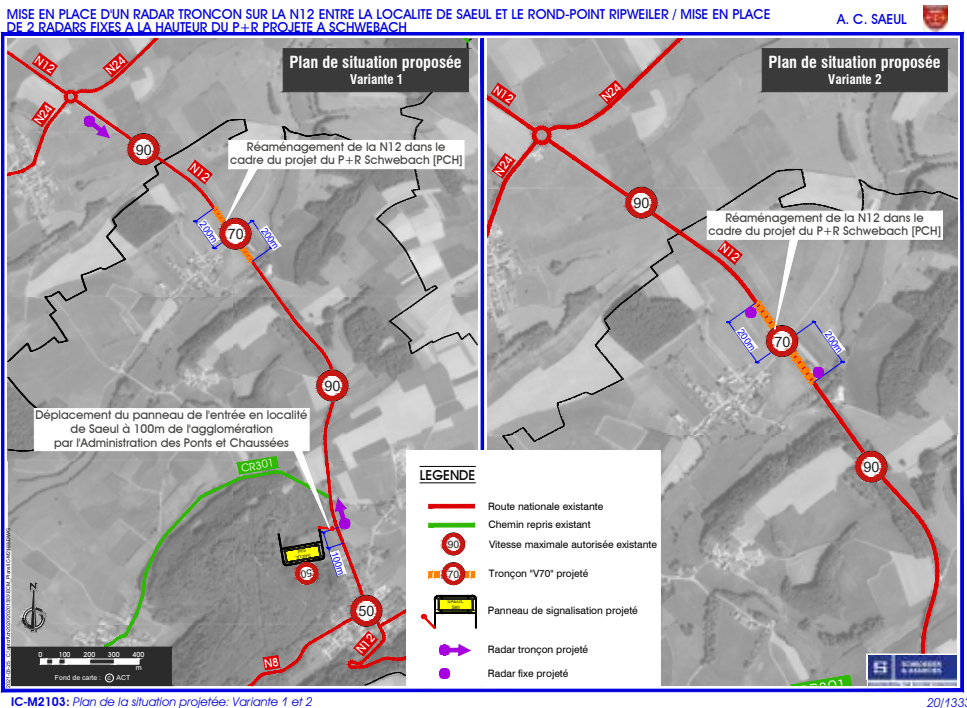 MISE EN PLACE D'UN RADAR TRONCON SUR LA N12 ENTRE LA LOCALITE DE SAEUL ET LE ROND-POINT RIPWEILER / MISE EN PLACE
DE 2 RADARS FIXES A LA HAUTEUR DU P+R PROJETE A SCHWEBACH
A. C. SAEUL
Plan de situation proposée
Variante 1
N12
N24
N24
90
Réaménagement de la N12 dans le
cadre du projet du P+R Schwebach [PCH]
N12
200m
70
200m
90
Déplacement du panneau de l'entrée en localité
de Saeul à 100m de l'agglomération
par l'Administration des Ponts et Chaussées
CR301
50
100m
50
N12
N8
N
0 100 200 300 400
m
Fond de carte : © ACT
Plan de situation proposée
Variante 2
N12
N24
N24
90
Réaménagement de la N12 dans le
cadre du projet du P+R Schwebach [PCH]
N12
200m
70
200m
90
CR301
LEGENDE
Route nationale existante
Chemin repris existant
90 Vitesse maximale autorisée existante
70 Tronçon "V70" projeté
Panneau de signalisation projeté
Radar tronçon projeté
Radar fixe projeté
IC-M2103: Plan de la situation projetée: Variante 1 et 2
20/1333